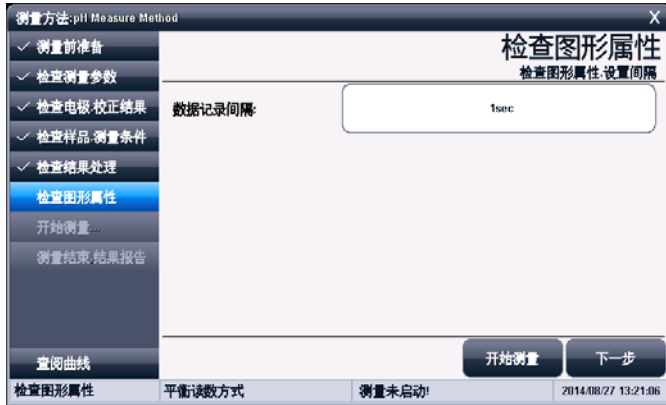 测量方法:pH Measure Method X
测量前准备
检查测量参数
检查电极.校正结果
检查样品.测量条件
检查结果处理
检查图形属性
开始测量...
测量结束.结果报告
查阅曲线
检查图形属性
检查图形属性.设置间隔
数据记录间隔:
1sec
开始测量
下一步
检查图形属性
平衡读数方式
测量未启动!
2014/08/27 13:21:06